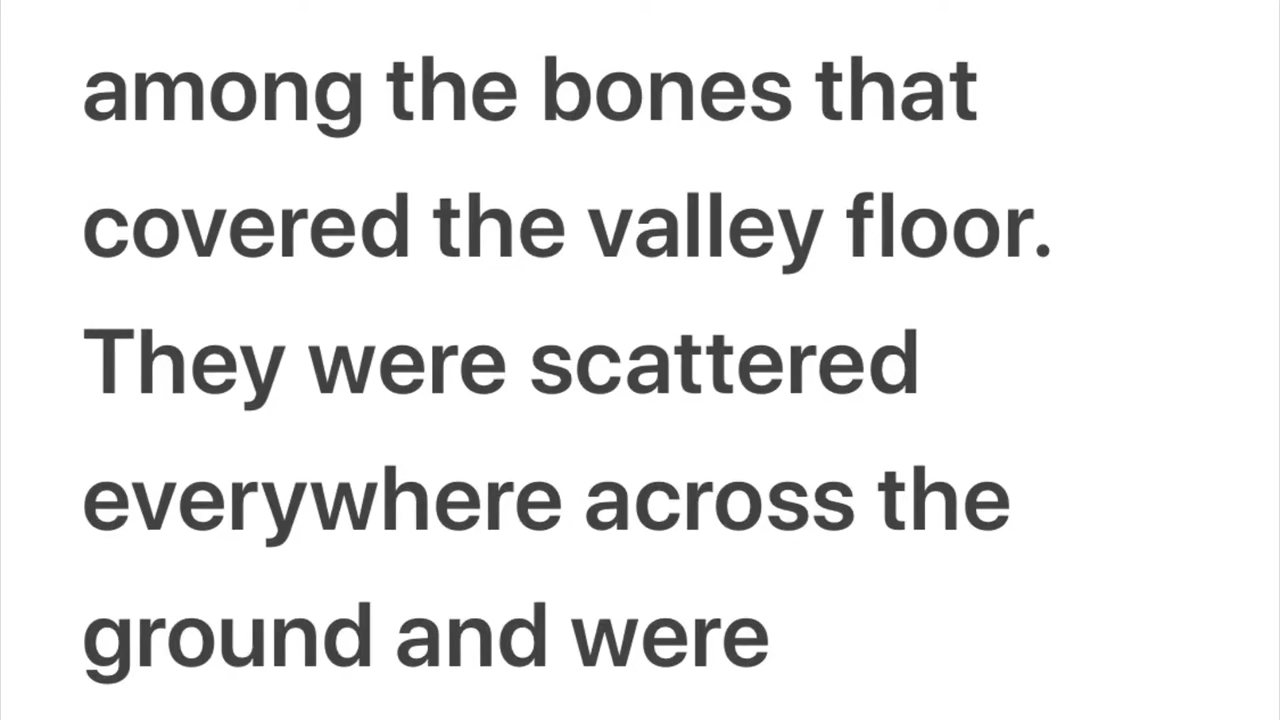 among the bones that
covered the valley floor.
They were scattered
everywhere across the
ground and were